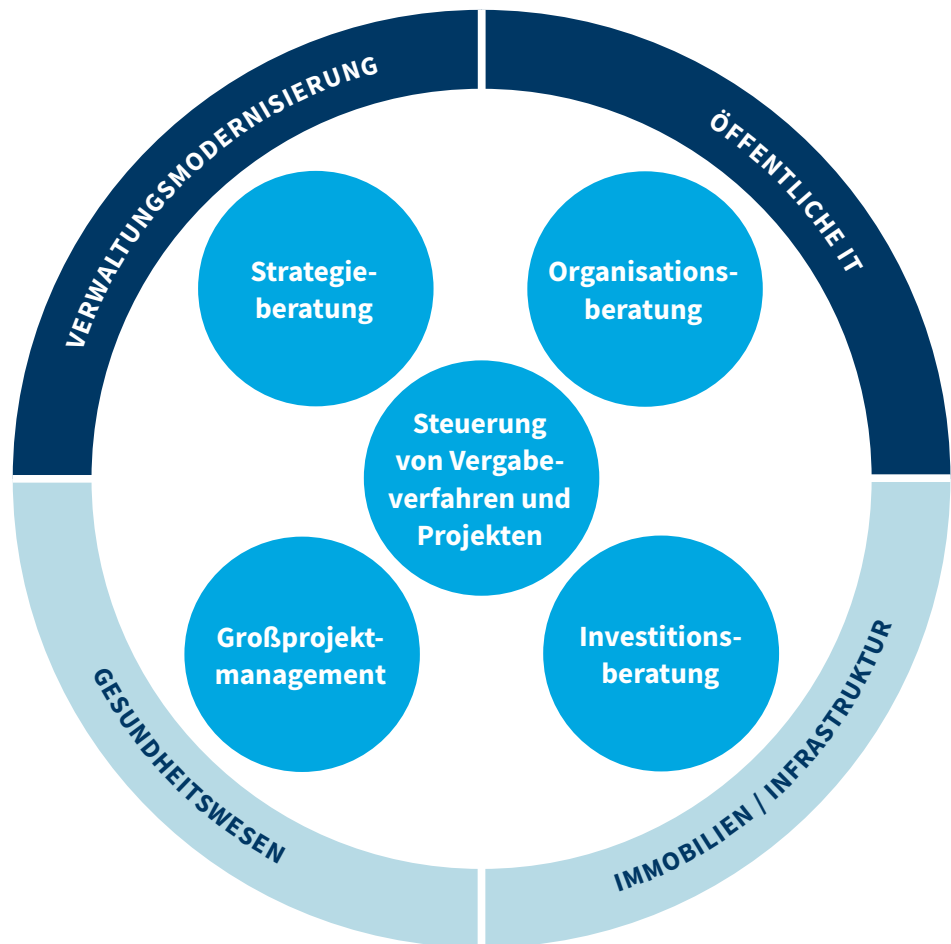 VERWALTUNGSMODERNISIERUNG
ÖFFENTLICHE IT
Strategie-
beratung
Organisations-
beratung
Steuerung
von Vergabe-
verfahren und
Projekten
Großprojekt-
management
Investitions-
beratung
GESUNDHEITSWESEN
IMMOBILIEN / INFRASTRUKTUR